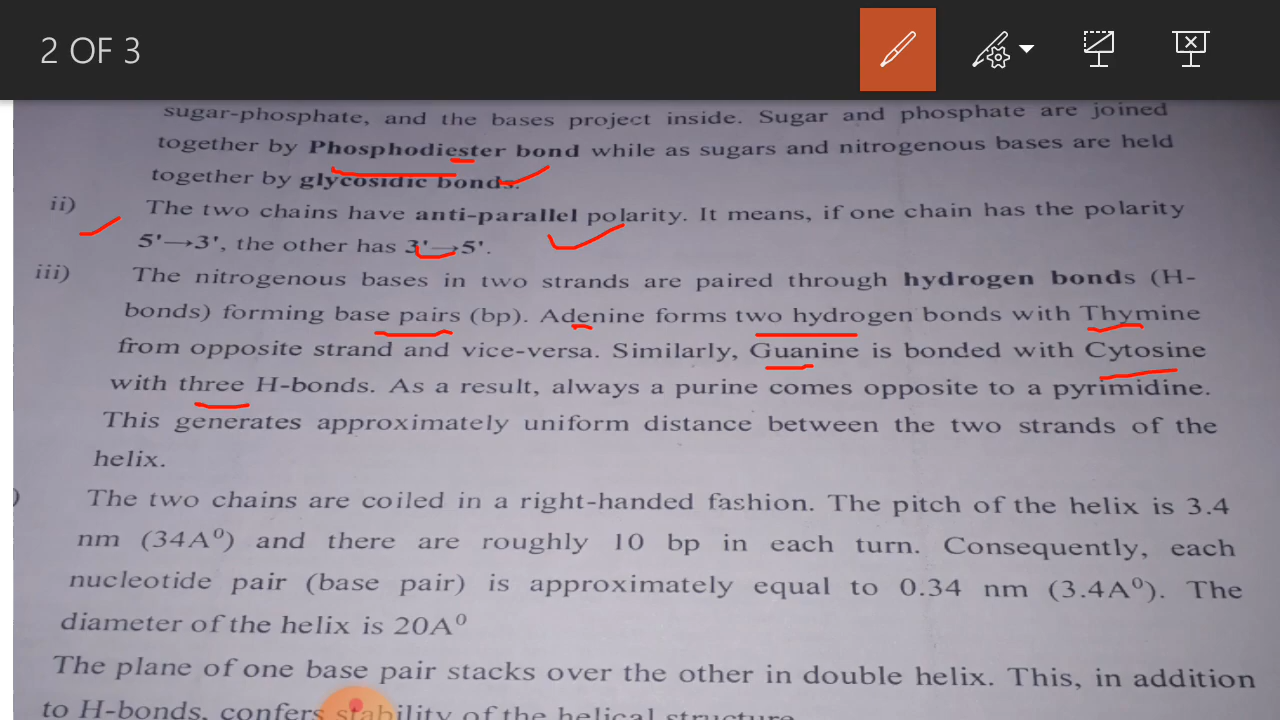 2 OF 3
sugar-phosphate, and the bases project inside. Sugar and phosphate are joined
together by Phosphodiester bond while as sugars and nitrogenous bases are held
together by glycosidic bonds.
ii) The two chains have anti-parallel polarity. It means, if one chain has the polarity
5'→3', the other has 3'→5'.
iii) The nitrogenous bases in two strands are paired through hydrogen bonds (H-
bonds) forming base pairs (bp). Adenine forms two hydrogen bonds with Thymine
from opposite strand and vice-versa. Similarly, Guanine is bonded with Cytosine
with three H-bonds. As a result, always a purine comes opposite to a pyrimidine.
This generates approximately uniform distance between the two strands of the
helix.
) The two chains are coiled in a right-handed fashion. The pitch of the helix is 3.4
nm (34A⁰) and there are roughly 10 bp in each turn. Consequently, each
nucleotide pair (base pair) is approximately equal to 0.34 nm (3.4A⁰). The
diameter of the helix is 20A⁰
The plane of one base pair stacks over the other in double helix. This, in addition
to H-bonds, confers stability of the helical structure.